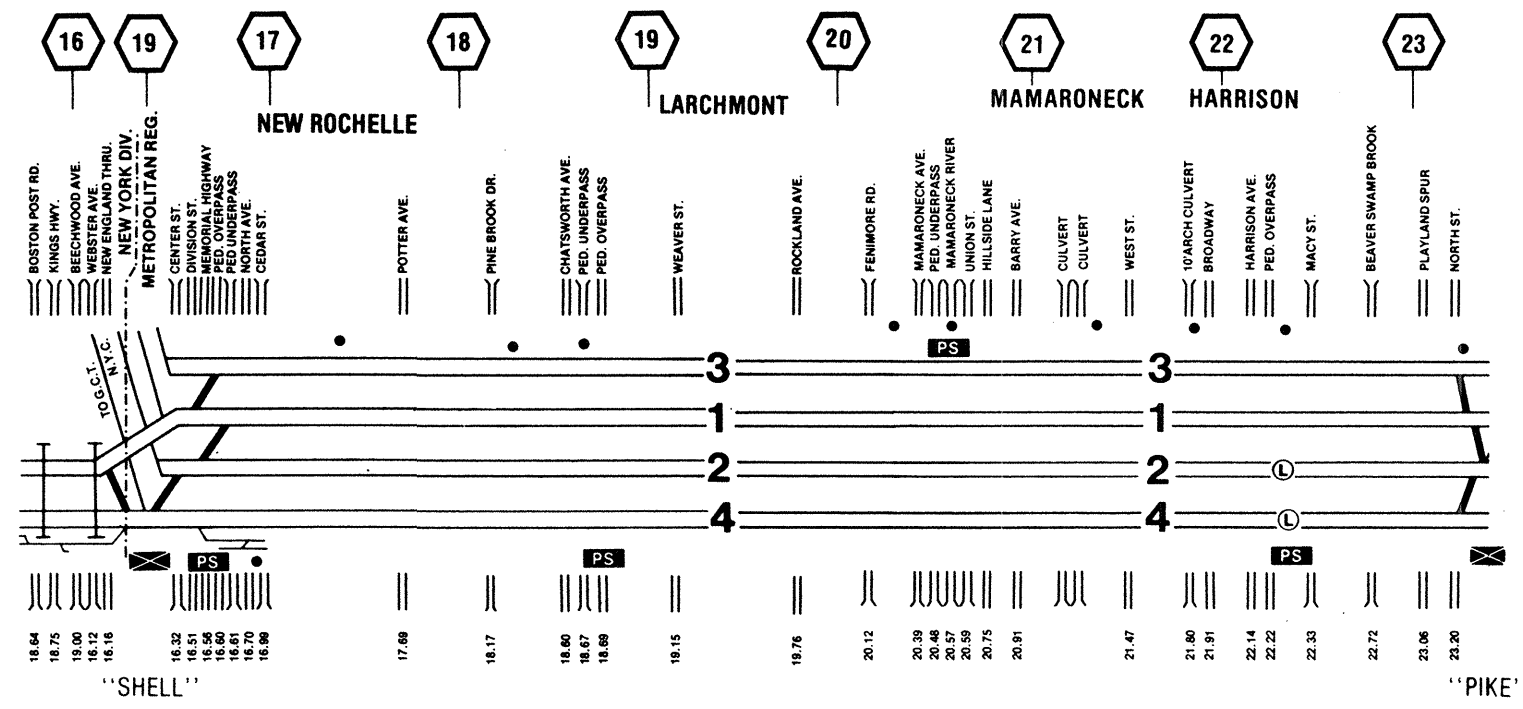 16
19
17
18
19
20
21
22
23
NEW ROCHELLE
LARCHMONT
MAMARONECK
HARRISON
BOSTON POST RD.
KINGS HWY.
BEECHWOOD AVE.
WEBSTER AVE.
NEW ENGLAND THRU.
NEW YORK DIV.
METROPOLITAN REG.
CENTER ST.
DIVISION ST.
MEMORIAL HIGHWAY
PED. OVERPASS
PED UNDERPASS
NORTH AVE.
CEDAR ST.
POTTER AVE.
PINE BROOK DR.
CHATSWORTH AVE.
PED. UNDERPASS
PED. OVERPASS
WEAVER ST.
ROCKLAND AVE.
FENIMORE RD.
MAMARONECK AVE.
PED. UNDERPASS
MAMARONECK RIVER
UNION ST.
HILLSIDE LANE
BARRY AVE.
CULVERT
CULVERT
WEST ST.
10'ARCH CULVERT
BROADWAY
HARRISON AVE.
PED. OVERPASS
MACY ST.
BEAVER SWAMP BROOK
PLAYLAND SPUR
NORTH ST.
TO G.C.T.
N.Y.C.
PS
3
3
1
1
2
2
L
4
4
L
PS
PS
PS
18.64
18.75
19.00
16.12
16.16
16.32
16.51
16.56
16.60
16.61
16.70
16.99
17.69
18.17
18.60
18.67
18.69
19.15
19.76
20.12
20.39
20.48
20.57
20.59
20.75
20.91
21.47
21.80
21.91
22.14
22.22
22.33
22.72
23.06
23.20
"SHELL"
"PIKE'